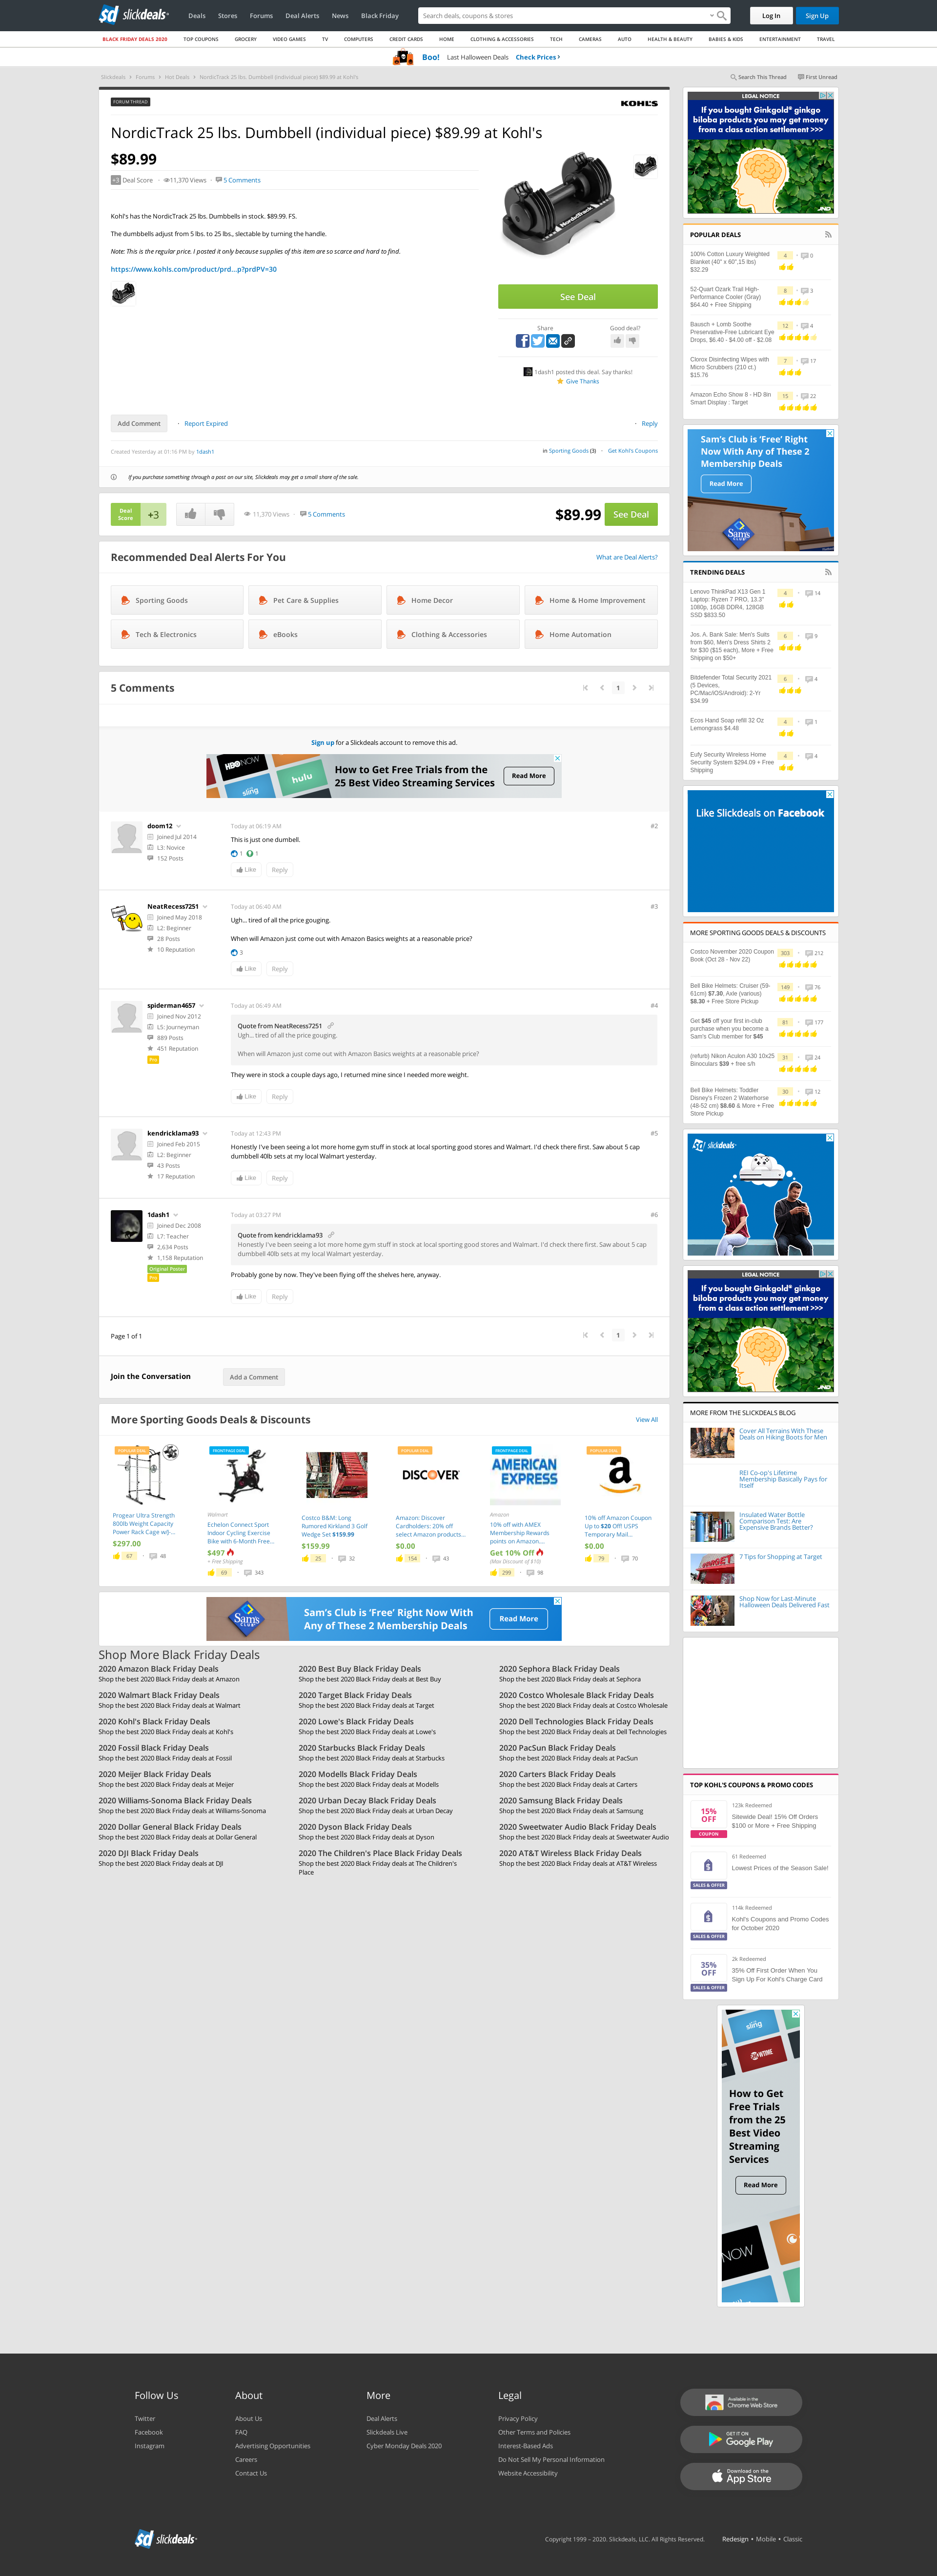 slickdeals
Deals
Stores
Forums
Deal Alerts
News
Black Friday
Search deals, coupons & stores
Log In
Sign Up
BLACK FRIDAY DEALS 2020
TOP COUPONS
GROCERY
VIDEO GAMES
TV
COMPUTERS
CREDIT CARDS
HOME
CLOTHING & ACCESSORIES
TECH
CAMERAS
AUTO
HEALTH & BEAUTY
BABIES & KIDS
ENTERTAINMENT
TRAVEL
Boo! Last Halloween Deals Check Prices ›
Slickdeals > Forums > Hot Deals > NordicTrack 25 lbs. Dumbbell (individual piece) $89.99 at Kohl's
Search This Thread
First Unread
FORUM THREAD
KOHL'S
NordicTrack 25 lbs. Dumbbell (individual piece) $89.99 at Kohl's
$89.99
+3 Deal Score
11,370 Views
5 Comments
Kohl's has the NordicTrack 25 lbs. Dumbbells in stock. $89.99. FS.
The dumbbells adjust from 5 lbs. to 25 lbs., slectable by turning the handle.
Note: This is the regular price. I posted it only because supplies of this item are so scarce and hard to find.
https://www.kohls.com/product/prd...p?prdPV=30
NordicTrack
See Deal
Share
Good deal?
1dash1 posted this deal. Say thanks!
Give Thanks
Add Comment
· Report Expired
· Reply
Created Yesterday at 01:16 PM by 1dash1
in Sporting Goods (3) · Get Kohl's Coupons
If you purchase something through a post on our site, Slickdeals may get a small share of the sale.
Deal Score
+3
11,370 Views · 5 Comments
$89.99
See Deal
Recommended Deal Alerts For You
What are Deal Alerts?
Sporting Goods
Pet Care & Supplies
Home Decor
Home & Home Improvement
Tech & Electronics
eBooks
Clothing & Accessories
Home Automation
5 Comments
1
Sign up for a Slickdeals account to remove this ad.
HBO NOW
hulu
sling
How to Get Free Trials from the
25 Best Video Streaming Services
Read More
doom12
Joined Jul 2014
L3: Novice
152 Posts
Today at 06:19 AM
#2
This is just one dumbell.
1
1
Like
Reply
NeatRecess7251
Joined May 2018
L2: Beginner
28 Posts
10 Reputation
Today at 06:40 AM
#3
Ugh... tired of all the price gouging.
When will Amazon just come out with Amazon Basics weights at a reasonable price?
3
Like
Reply
spiderman4657
Joined Nov 2012
L5: Journeyman
889 Posts
451 Reputation
Pro
Today at 06:49 AM
#4
Quote from NeatRecess7251
Ugh... tired of all the price gouging.
When will Amazon just come out with Amazon Basics weights at a reasonable price?
They were in stock a couple days ago, I returned mine since I needed more weight.
Like
Reply
kendricklama93
Joined Feb 2015
L2: Beginner
43 Posts
17 Reputation
Today at 12:43 PM
#5
Honestly I've been seeing a lot more home gym stuff in stock at local sporting good stores and Walmart. I'd check there first. Saw about 5 cap
dumbbell 40lb sets at my local Walmart yesterday.
Like
Reply
1dash1
Joined Dec 2008
L7: Teacher
2,634 Posts
1,158 Reputation
Original Poster
Pro
Today at 03:27 PM
#6
Quote from kendricklama93
Honestly I've been seeing a lot more home gym stuff in stock at local sporting good stores and Walmart. I'd check there first. Saw about 5 cap
dumbbell 40lb sets at my local Walmart yesterday.
Probably gone by now. They've been flying off the shelves here, anyway.
Like
Reply
Page 1 of 1
1
Join the Conversation
Add a Comment
More Sporting Goods Deals & Discounts
View All
POPULAR DEAL
Progear Ultra Strength
800lb Weight Capacity
Power Rack Cage w/J-...
$297.00
67
48
FRONTPAGE DEAL
Walmart
Echelon Connect Sport
Indoor Cycling Exercise
Bike with 6-Month Free...
$497
+ Free Shipping
69
343
Costco B&M: Long
Rumored Kirkland 3 Golf
Wedge Set $159.99
$159.99
25
32
POPULAR DEAL
DISCOVER
Amazon: Discover
Cardholders: 20% off
select Amazon products...
$0.00
154
43
FRONTPAGE DEAL
AMERICAN
EXPRESS
Amazon
10% off with AMEX
Membership Rewards
points on Amazon....
Get 10% Off
(Max Discount of $10)
299
98
POPULAR DEAL
a
10% off Amazon Coupon
Up to $20 Off! USPS
Temporary Mail...
$0.00
79
70
Sam's Club
Sam's Club is 'Free' Right Now With
Any of These 2 Membership Deals
Read More
Shop More Black Friday Deals
2020 Amazon Black Friday Deals
Shop the best 2020 Black Friday deals at Amazon
2020 Best Buy Black Friday Deals
Shop the best 2020 Black Friday deals at Best Buy
2020 Sephora Black Friday Deals
Shop the best 2020 Black Friday deals at Sephora
2020 Walmart Black Friday Deals
Shop the best 2020 Black Friday deals at Walmart
2020 Target Black Friday Deals
Shop the best 2020 Black Friday deals at Target
2020 Costco Wholesale Black Friday Deals
Shop the best 2020 Black Friday deals at Costco Wholesale
2020 Kohl's Black Friday Deals
Shop the best 2020 Black Friday deals at Kohl's
2020 Lowe's Black Friday Deals
Shop the best 2020 Black Friday deals at Lowe's
2020 Dell Technologies Black Friday Deals
Shop the best 2020 Black Friday deals at Dell Technologies
2020 Fossil Black Friday Deals
Shop the best 2020 Black Friday deals at Fossil
2020 Starbucks Black Friday Deals
Shop the best 2020 Black Friday deals at Starbucks
2020 PacSun Black Friday Deals
Shop the best 2020 Black Friday deals at PacSun
2020 Meijer Black Friday Deals
Shop the best 2020 Black Friday deals at Meijer
2020 Modells Black Friday Deals
Shop the best 2020 Black Friday deals at Modells
2020 Carters Black Friday Deals
Shop the best 2020 Black Friday deals at Carters
2020 Williams-Sonoma Black Friday Deals
Shop the best 2020 Black Friday deals at Williams-Sonoma
2020 Urban Decay Black Friday Deals
Shop the best 2020 Black Friday deals at Urban Decay
2020 Samsung Black Friday Deals
Shop the best 2020 Black Friday deals at Samsung
2020 Dollar General Black Friday Deals
Shop the best 2020 Black Friday deals at Dollar General
2020 Dyson Black Friday Deals
Shop the best 2020 Black Friday deals at Dyson
2020 Sweetwater Audio Black Friday Deals
Shop the best 2020 Black Friday deals at Sweetwater Audio
2020 DJI Black Friday Deals
Shop the best 2020 Black Friday deals at DJI
2020 The Children's Place Black Friday Deals
Shop the best 2020 Black Friday deals at The Children's
Place
2020 AT&T Wireless Black Friday Deals
Shop the best 2020 Black Friday deals at AT&T Wireless
LEGAL NOTICE
If you bought Ginkgold® ginkgo
biloba products you may get money
from a class action settlement >>>
JND
POPULAR DEALS
100% Cotton Luxury Weighted
Blanket (40" x 60",15 lbs)
$32.29
4
0
52-Quart Ozark Trail High-
Performance Cooler (Gray)
$64.40 + Free Shipping
8
3
Bausch + Lomb Soothe
Preservative-Free Lubricant Eye
Drops, $6.40 - $4.00 off - $2.08
12
4
Clorox Disinfecting Wipes with
Micro Scrubbers (210 ct.)
$15.76
7
17
Amazon Echo Show 8 - HD 8in
Smart Display : Target
15
22
Sam's Club is 'Free' Right
Now With Any of These 2
Membership Deals
Read More
Sam's Club
TRENDING DEALS
Lenovo ThinkPad X13 Gen 1
Laptop: Ryzen 7 PRO, 13.3"
1080p, 16GB DDR4, 128GB
SSD $833.50
4
14
Jos. A. Bank Sale: Men's Suits
from $60, Men's Dress Shirts 2
for $30 ($15 each), More + Free
Shipping on $50+
6
9
Bitdefender Total Security 2021
(5 Devices,
PC/Mac/iOS/Android): 2-Yr
$34.99
6
4
Ecos Hand Soap refill 32 Oz
Lemongrass $4.48
4
1
Eufy Security Wireless Home
Security System $294.09 + Free
Shipping
4
4
Like Slickdeals on Facebook
MORE SPORTING GOODS DEALS & DISCOUNTS
Costco November 2020 Coupon
Book (Oct 28 - Nov 22)
303
212
Bell Bike Helmets: Cruiser (59-
61cm) $7.30, Axle (various)
$8.30 + Free Store Pickup
149
76
Get $45 off your first in-club
purchase when you become a
Sam's Club member for $45
81
177
(refurb) Nikon Aculon A30 10x25
Binoculars $39 + free s/h
31
24
Bell Bike Helmets: Toddler
Disney's Frozen 2 Waterhorse
(48-52 cm) $8.60 & More + Free
Store Pickup
30
12
slickdeals
LEGAL NOTICE
If you bought Ginkgold® ginkgo
biloba products you may get money
from a class action settlement >>>
JND
MORE FROM THE SLICKDEALS BLOG
Cover All Terrains With These
Deals on Hiking Boots for Men
REI Co-op's Lifetime
Membership Basically Pays for
Itself
Insulated Water Bottle
Comparison Test: Are
Expensive Brands Better?
7 Tips for Shopping at Target
Shop Now for Last-Minute
Halloween Deals Delivered Fast
TOP KOHL'S COUPONS & PROMO CODES
15%
OFF
COUPON
123k Redeemed
Sitewide Deal! 15% Off Orders
$100 or More + Free Shipping
SALES & OFFER
61 Redeemed
Lowest Prices of the Season Sale!
SALES & OFFER
114k Redeemed
Kohl's Coupons and Promo Codes
for October 2020
35%
OFF
SALES & OFFER
2k Redeemed
35% Off First Order When You
Sign Up For Kohl's Charge Card
sling
SHOWTIME
How to Get
Free Trials
from the 25
Best Video
Streaming
Services
Read More
NOW
Follow Us
Twitter
Facebook
Instagram
About
About Us
FAQ
Advertising Opportunities
Careers
Contact Us
More
Deal Alerts
Slickdeals Live
Cyber Monday Deals 2020
Legal
Privacy Policy
Other Terms and Policies
Interest-Based Ads
Do Not Sell My Personal Information
Website Accessibility
Available in the
Chrome Web Store
GET IT ON
Google Play
Download on the
App Store
slickdeals
Copyright 1999 - 2020. Slickdeals, LLC. All Rights Reserved.
Redesign • Mobile • Classic